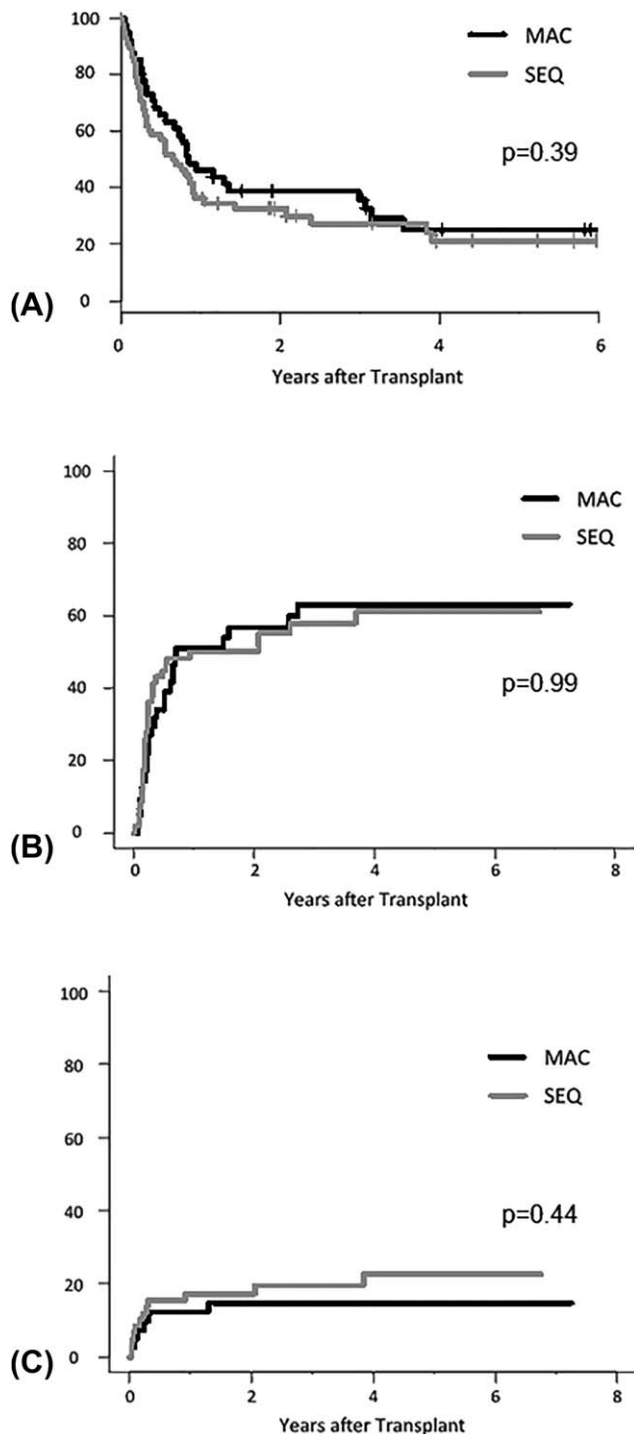 100
MAC
80
SEQ
60
p=0.39
40
20
0
(A)
0 2 4 6
Years after Transplant
100
MAC
80
SEQ
60
p=0.99
40
20
0
(B)
0 2 4 6 8
Years after Transplant
100
MAC
80
SEQ
60
p=0.44
40
20
0
(C)
0 2 4 6 8
Years after Transplant